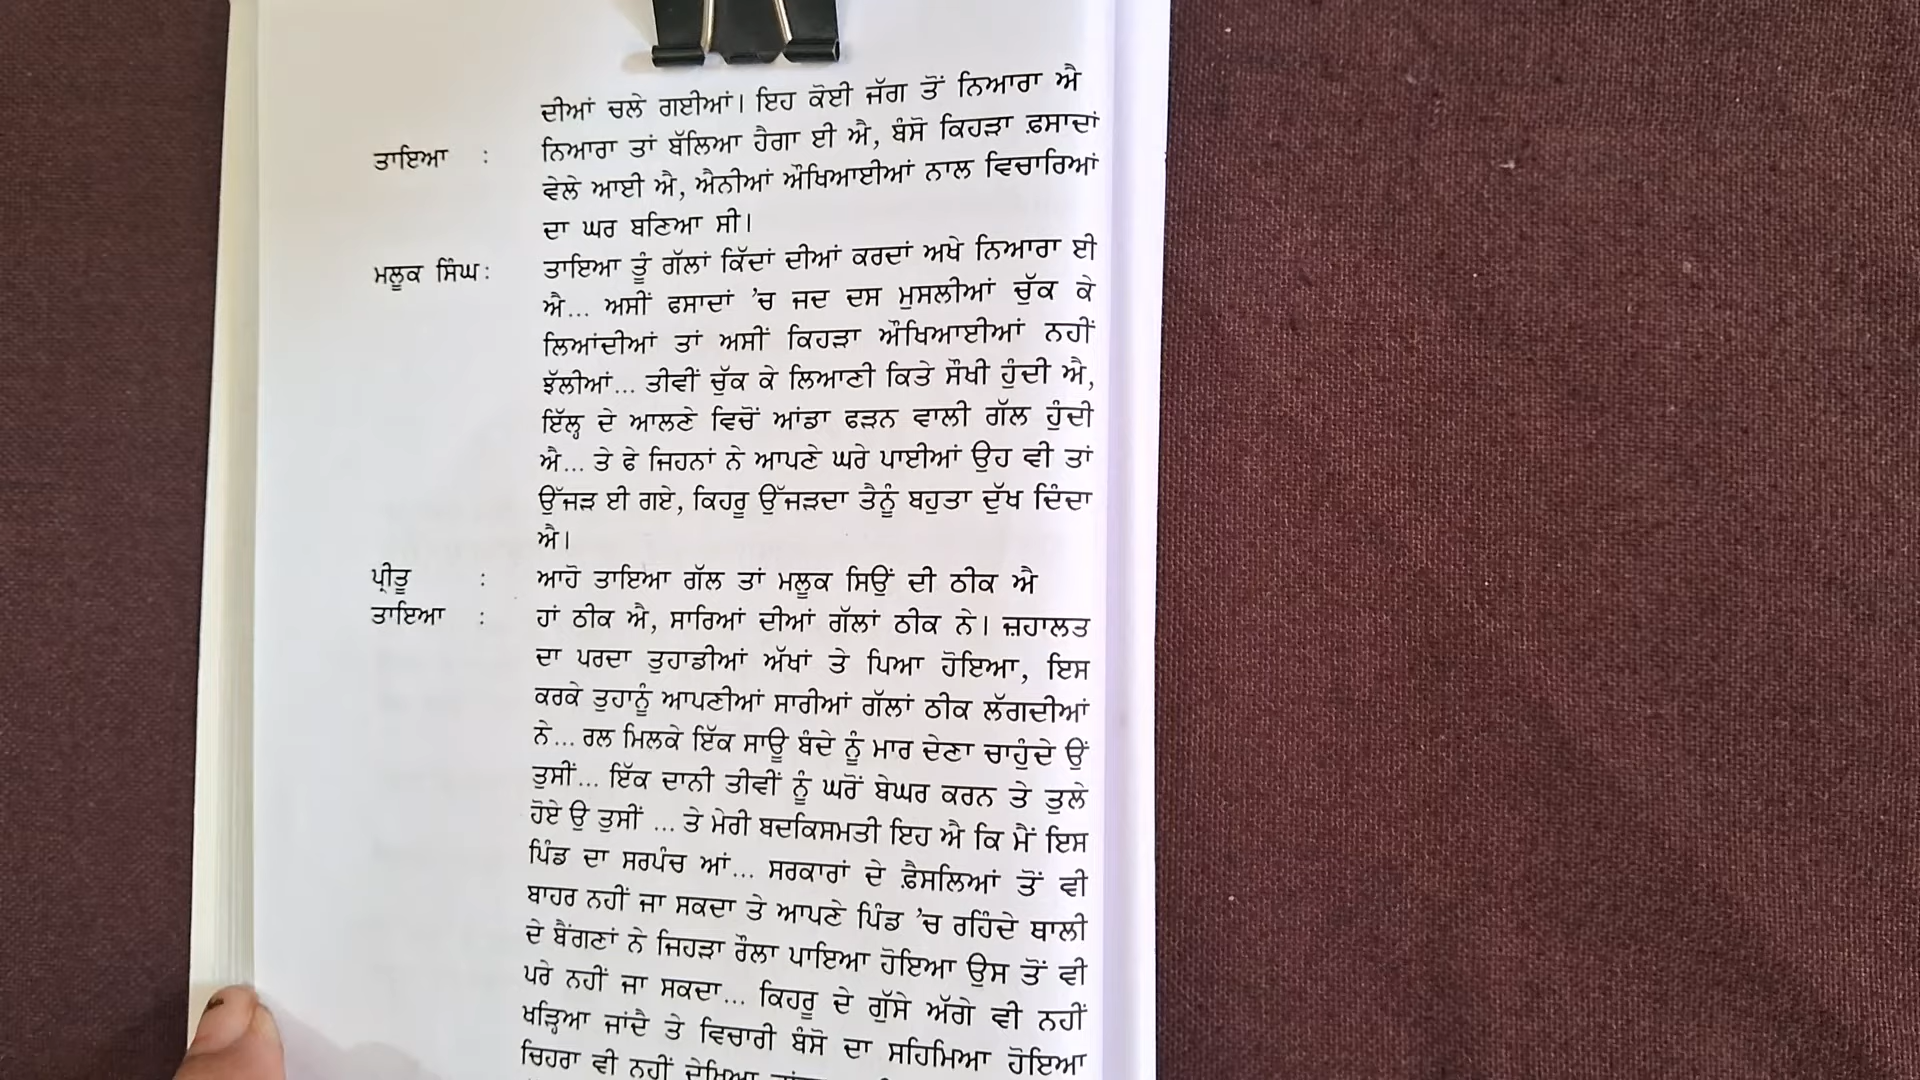 ਦੀਆਂ ਚਲੇ ਗਈਆਂ। ਇਹ ਕੋਈ ਜੱਗ ਤੋਂ ਨਿਆਰਾ ਐ
ਤਾਇਆ : ਨਿਆਰਾ ਤਾਂ ਬੱਲਿਆ ਹੈਗਾ ਈ ਐ, ਬੰਸੋ ਕਿਹੜਾ ਫ਼ਸਾਦਾਂ
ਵੇਲੇ ਆਈ ਐ, ਐਨੀਆਂ ਔਖਿਆਈਆਂ ਨਾਲ ਵਿਚਾਰਿਆਂ
ਦਾ ਘਰ ਬਣਿਆ ਸੀ।
ਮਲੂਕ ਸਿੰਘ: ਤਾਇਆ ਤੂੰ ਗੱਲਾਂ ਕਿੱਦਾਂ ਦੀਆਂ ਕਰਦਾਂ ਅਖੇ ਨਿਆਰਾ ਈ
ਐ... ਅਸੀਂ ਫਸਾਦਾਂ 'ਚ ਜਦ ਦਸ ਮੁਸਲੀਆਂ ਚੁੱਕ ਕੇ
ਲਿਆਂਦੀਆਂ ਤਾਂ ਅਸੀਂ ਕਿਹੜਾ ਔਖਿਆਈਆਂ ਨਹੀਂ
ਝੱਲੀਆਂ... ਤੀਵੀਂ ਚੁੱਕ ਕੇ ਲਿਆਣੀ ਕਿਤੇ ਸੌਖੀ ਹੁੰਦੀ ਐ,
ਇੱਲ੍ਹ ਦੇ ਆਲਣੇ ਵਿਚੋਂ ਆਂਡਾ ਫੜਨ ਵਾਲੀ ਗੱਲ ਹੁੰਦੀ
ਐ... ਤੇ ਫੇ ਜਿਹਨਾਂ ਨੇ ਆਪਣੇ ਘਰੇ ਪਾਈਆਂ ਉਹ ਵੀ ਤਾਂ
ਉੱਜੜ ਈ ਗਏ, ਕਿਹਰੂ ਉੱਜੜਦਾ ਤੈਨੂੰ ਬਹੁਤਾ ਦੁੱਖ ਦਿੰਦਾ
ਐ।
ਪ੍ਰੀਤੂ : ਆਹੋ ਤਾਇਆ ਗੱਲ ਤਾਂ ਮਲੂਕ ਸਿਉਂ ਦੀ ਠੀਕ ਐ
ਤਾਇਆ : ਹਾਂ ਠੀਕ ਐ, ਸਾਰਿਆਂ ਦੀਆਂ ਗੱਲਾਂ ਠੀਕ ਨੇ। ਜ਼ਹਾਲਤ
ਦਾ ਪਰਦਾ ਤੁਹਾਡੀਆਂ ਅੱਖਾਂ ਤੇ ਪਿਆ ਹੋਇਆ, ਇਸ
ਕਰਕੇ ਤੁਹਾਨੂੰ ਆਪਣੀਆਂ ਸਾਰੀਆਂ ਗੱਲਾਂ ਠੀਕ ਲੱਗਦੀਆਂ
ਨੇ... ਰਲ ਮਿਲਕੇ ਇੱਕ ਸਾਊ ਬੰਦੇ ਨੂੰ ਮਾਰ ਦੇਣਾ ਚਾਹੁੰਦੇ ਉਂ
ਤੁਸੀਂ... ਇੱਕ ਦਾਨੀ ਤੀਵੀਂ ਨੂੰ ਘਰੋਂ ਬੇਘਰ ਕਰਨ ਤੇ ਤੁਲੇ
ਹੋਏ ਉ ਤੁਸੀਂ ... ਤੇ ਮੇਰੀ ਬਦਕਿਸਮਤੀ ਇਹ ਐ ਕਿ ਮੈਂ ਇਸ
ਪਿੰਡ ਦਾ ਸਰਪੰਚ ਆਂ... ਸਰਕਾਰਾਂ ਦੇ ਫ਼ੈਸਲਿਆਂ ਤੋਂ ਵੀ
ਬਾਹਰ ਨਹੀਂ ਜਾ ਸਕਦਾ ਤੇ ਆਪਣੇ ਪਿੰਡ 'ਚ ਰਹਿੰਦੇ ਥਾਲੀ
ਦੇ ਬੈਂਗਣਾਂ ਨੇ ਜਿਹੜਾ ਰੌਲਾ ਪਾਇਆ ਹੋਇਆ ਉਸ ਤੋਂ ਵੀ
ਪਰੇ ਨਹੀਂ ਜਾ ਸਕਦਾ... ਕਿਹਰੂ ਦੇ ਗੁੱਸੇ ਅੱਗੇ ਵੀ ਨਹੀਂ
ਖੜ੍ਹਿਆ ਜਾਂਦੈ ਤੇ ਵਿਚਾਰੀ ਬੰਸੋ ਦਾ ਸਹਿਮਿਆ ਹੋਇਆ
ਚਿਹਰਾ ਵੀ ਨਹੀਂ ਦੇਖਿਆ